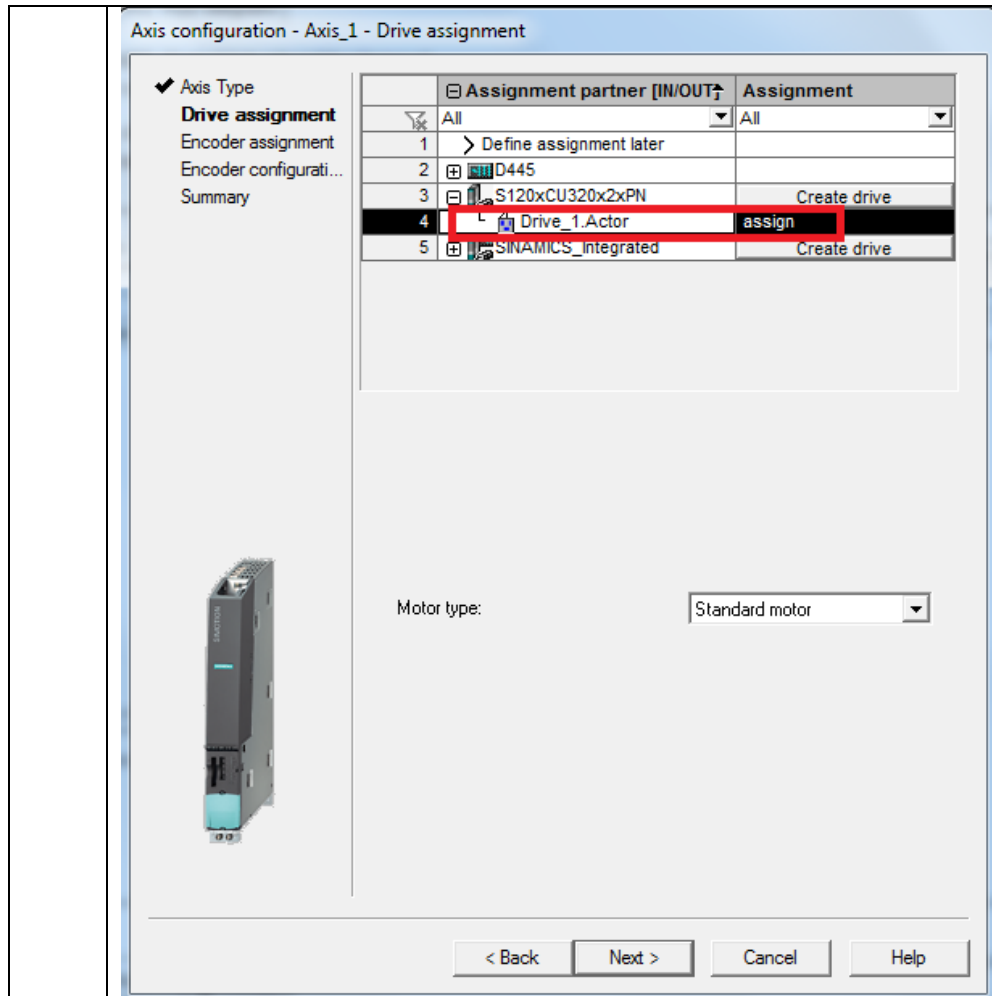 Axis configuration - Axis_1 - Drive assignment
Axis Type
Drive assignment
Encoder assignment
Encoder configurati...
Summary
Assignment partner [IN/OUT] Assignment
All All
1 Define assignment later
2 D445
3 S120xCU320x2xPN Create drive
4 Drive_1.Actor assign
5 SINAMICS_Integrated Create drive
SIMOTION
Motor type: Standard motor
< Back Next > Cancel Help